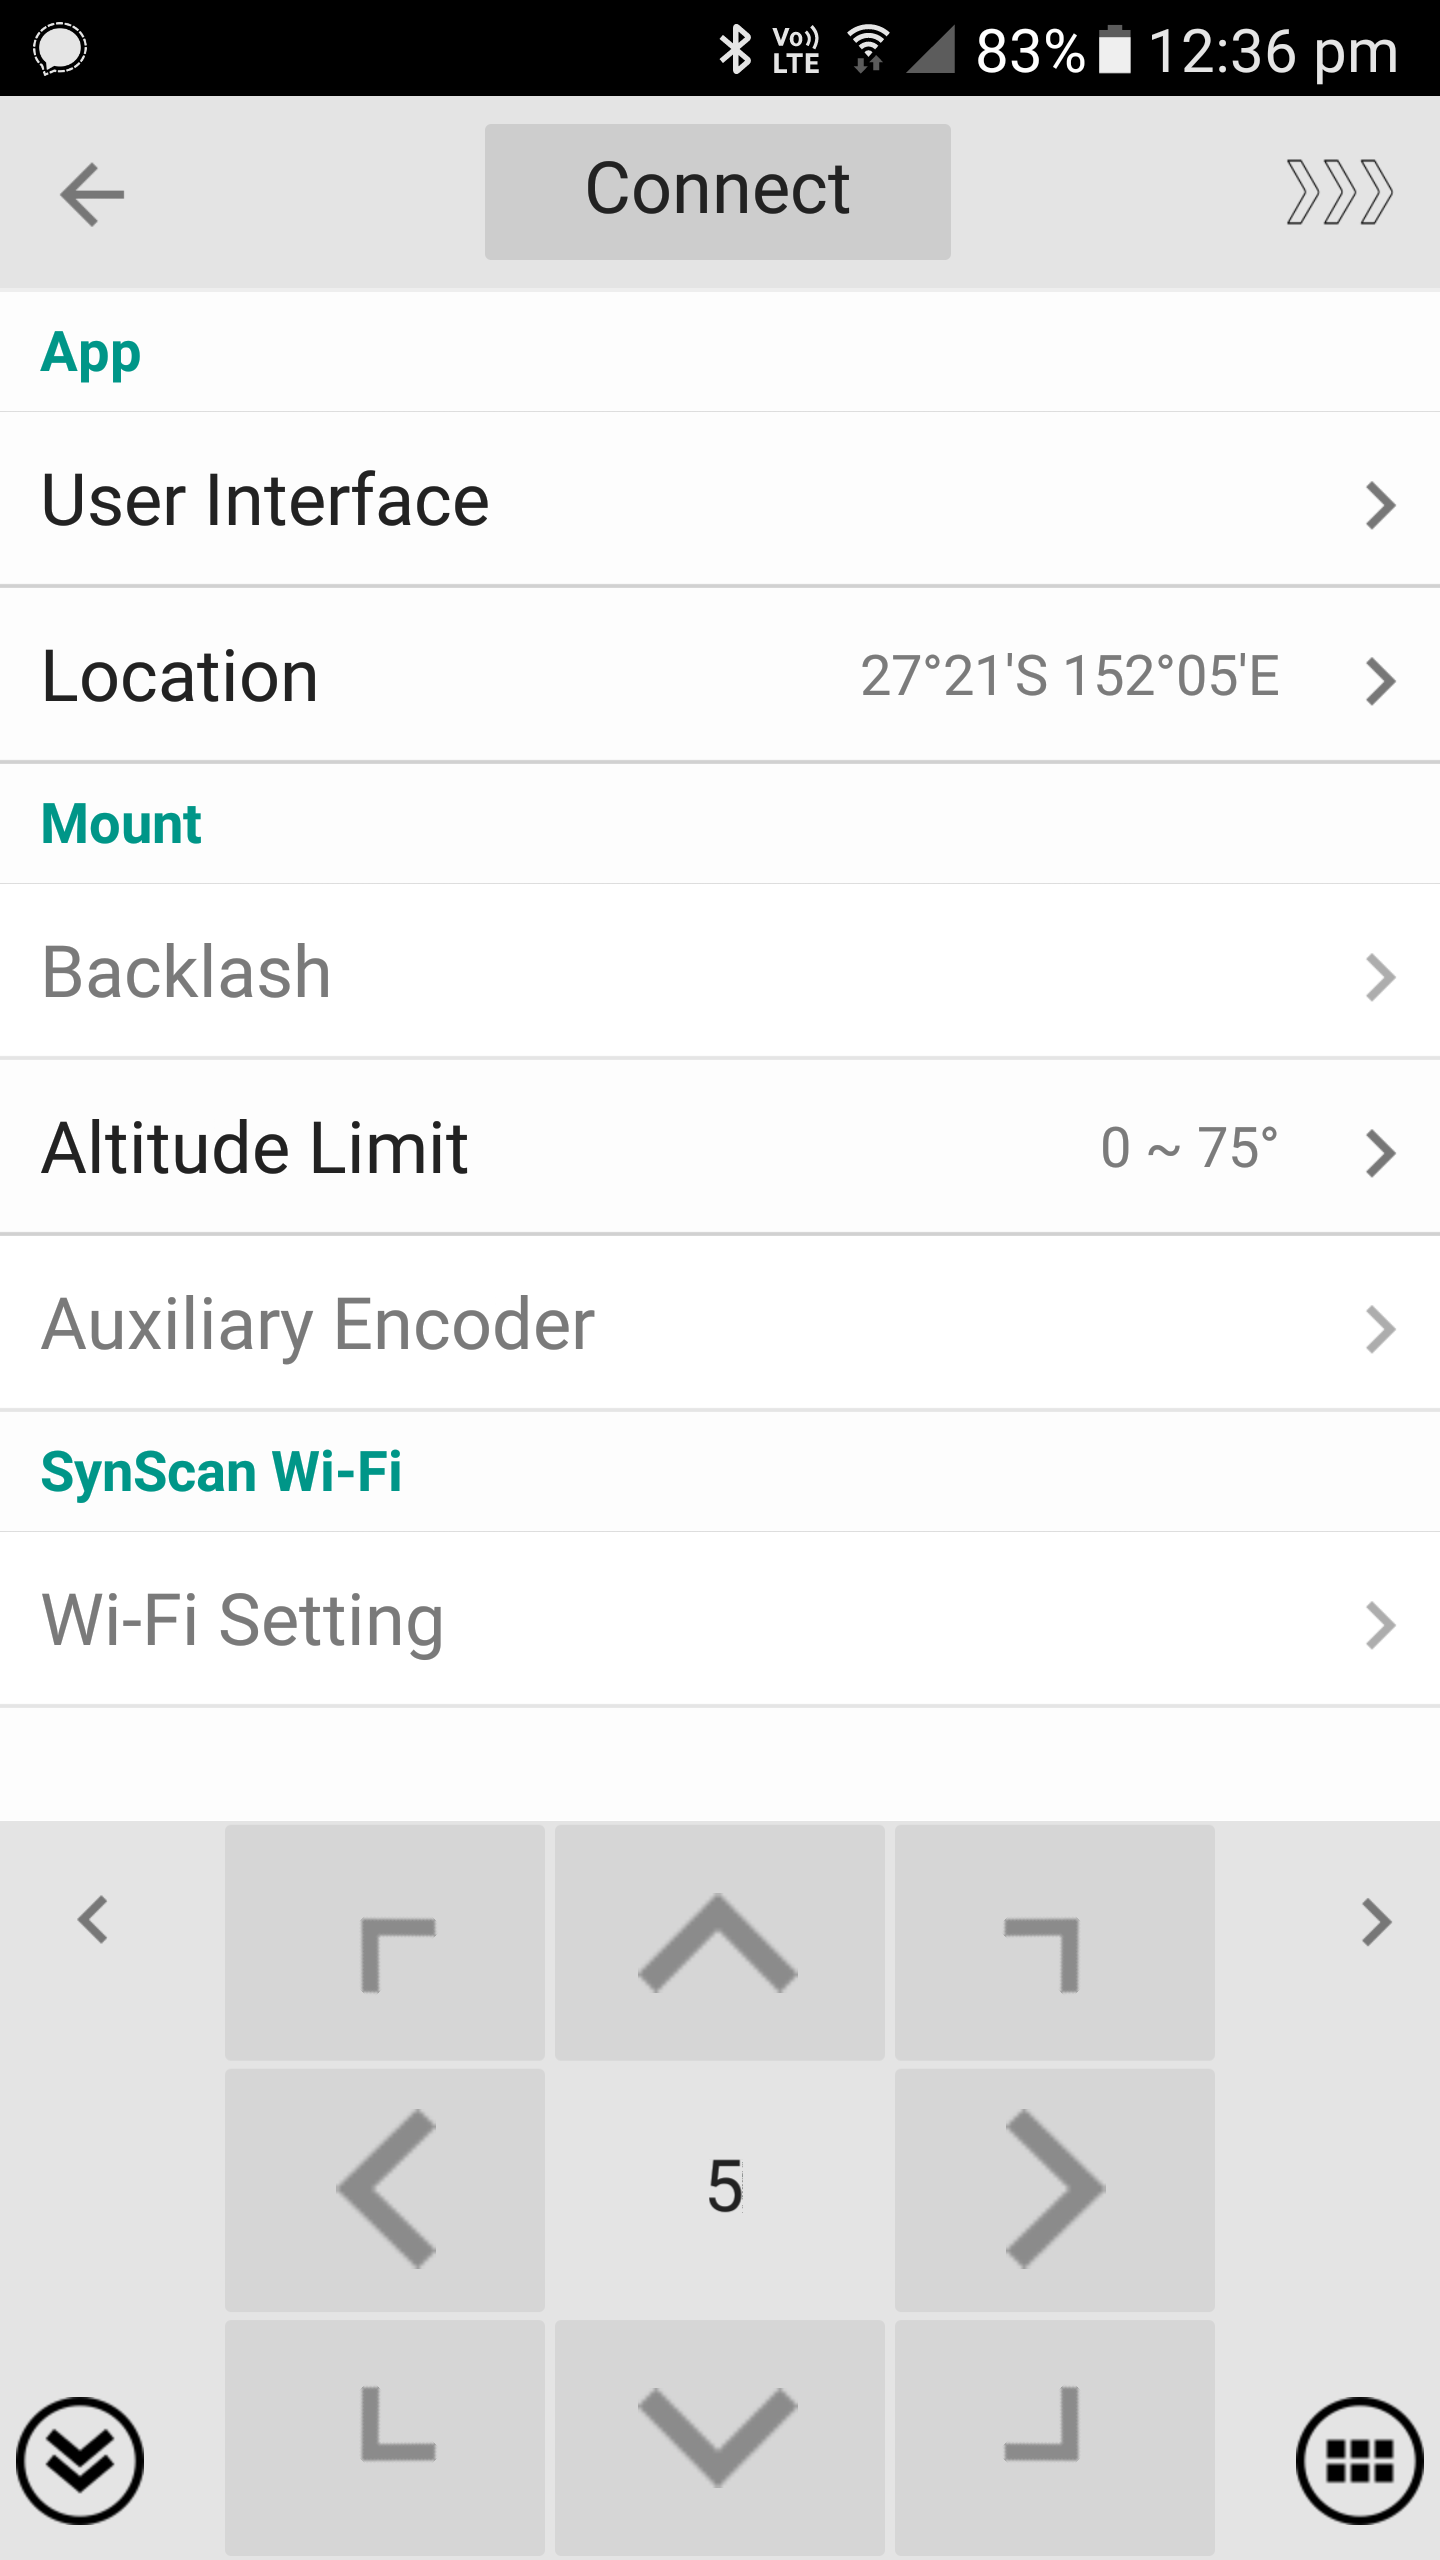 Vo)) LTE 83% 12:36 pm
Connect
App
User Interface
Location 27°21'S 152°05'E
Mount
Backlash
Altitude Limit 0 ~ 75°
Auxiliary Encoder
SynScan Wi-Fi
Wi-Fi Setting
5